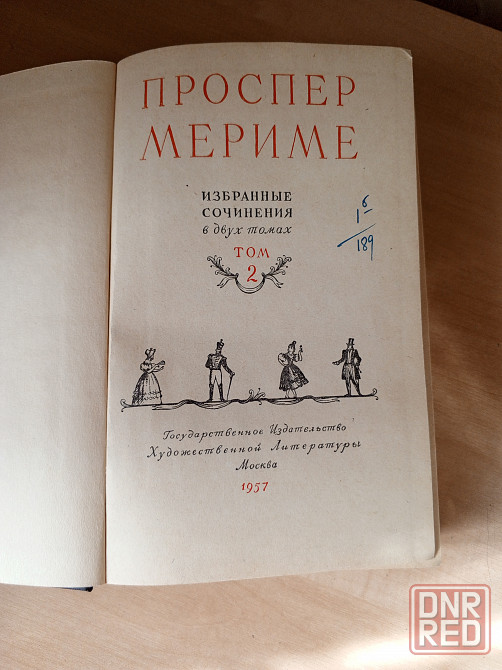 ПРОСПЕР
МЕРИМЕ
ИЗБРАННЫЕ
СОЧИНЕНИЯ
в двух томах
ТОМ
2
1б
189
Государственное Издательство
Художественной Литературы
Москва
1957
DNR
RED